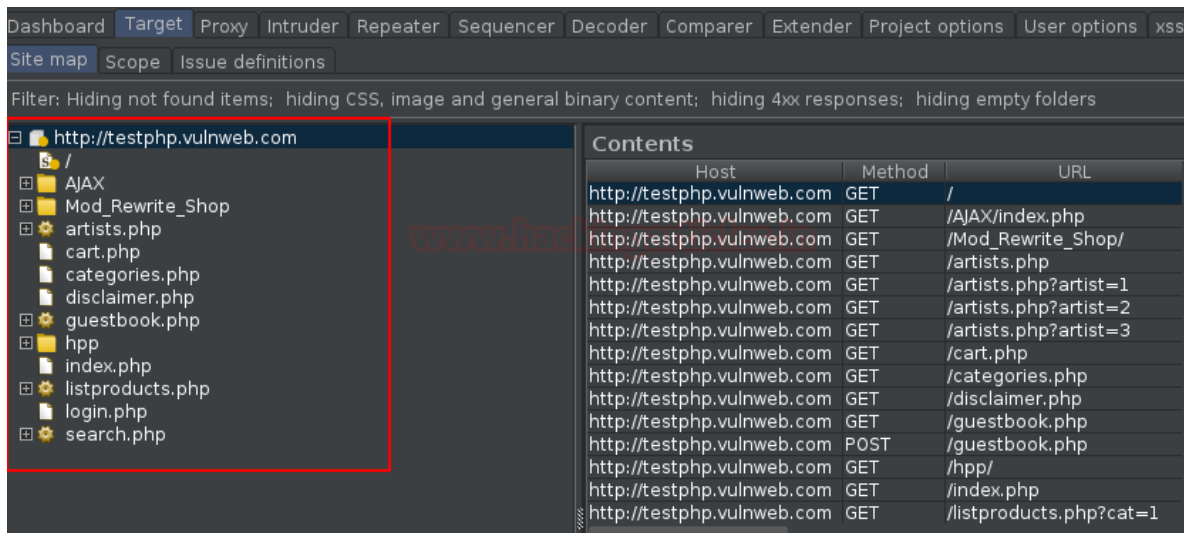 Dashboard Target Proxy Intruder Repeater Sequencer Decoder Comparer Extender Project options User options xss
Site map Scope Issue definitions
Filter: Hiding not found items; hiding CSS, image and general binary content; hiding 4xx responses; hiding empty folders
http://testphp.vulnweb.com
/
AJAX
Mod_Rewrite_Shop
artists.php
cart.php
categories.php
disclaimer.php
guestbook.php
hpp
index.php
listproducts.php
login.php
search.php
Contents
Host Method URL
http://testphp.vulnweb.com GET /
http://testphp.vulnweb.com GET /AJAX/index.php
http://testphp.vulnweb.com GET /Mod_Rewrite_Shop/
http://testphp.vulnweb.com GET /artists.php
http://testphp.vulnweb.com GET /artists.php?artist=1
http://testphp.vulnweb.com GET /artists.php?artist=2
http://testphp.vulnweb.com GET /artists.php?artist=3
http://testphp.vulnweb.com GET /cart.php
http://testphp.vulnweb.com GET /categories.php
http://testphp.vulnweb.com GET /disclaimer.php
http://testphp.vulnweb.com GET /guestbook.php
http://testphp.vulnweb.com POST /guestbook.php
http://testphp.vulnweb.com GET /hpp/
http://testphp.vulnweb.com GET /index.php
http://testphp.vulnweb.com GET /listproducts.php?cat=1